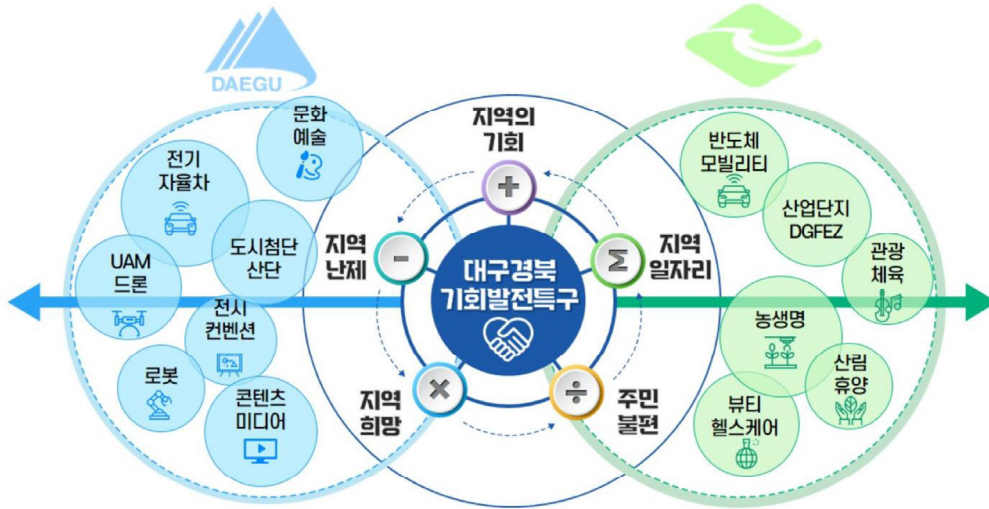 DAEGU
문화
예술
전기
자율차
도시첨단
산단
UAM
드론
전시
컨벤션
로봇
콘텐츠
미디어
지역의
기회
+
지역
난제
-
지역
일자리
Σ
대구경북
기회발전특구
지역
희망
×
주민
불편
÷
반도체
모빌리티
산업단지
DGFEZ
관광
체육
농생명
산림
휴양
뷰티
헬스케어